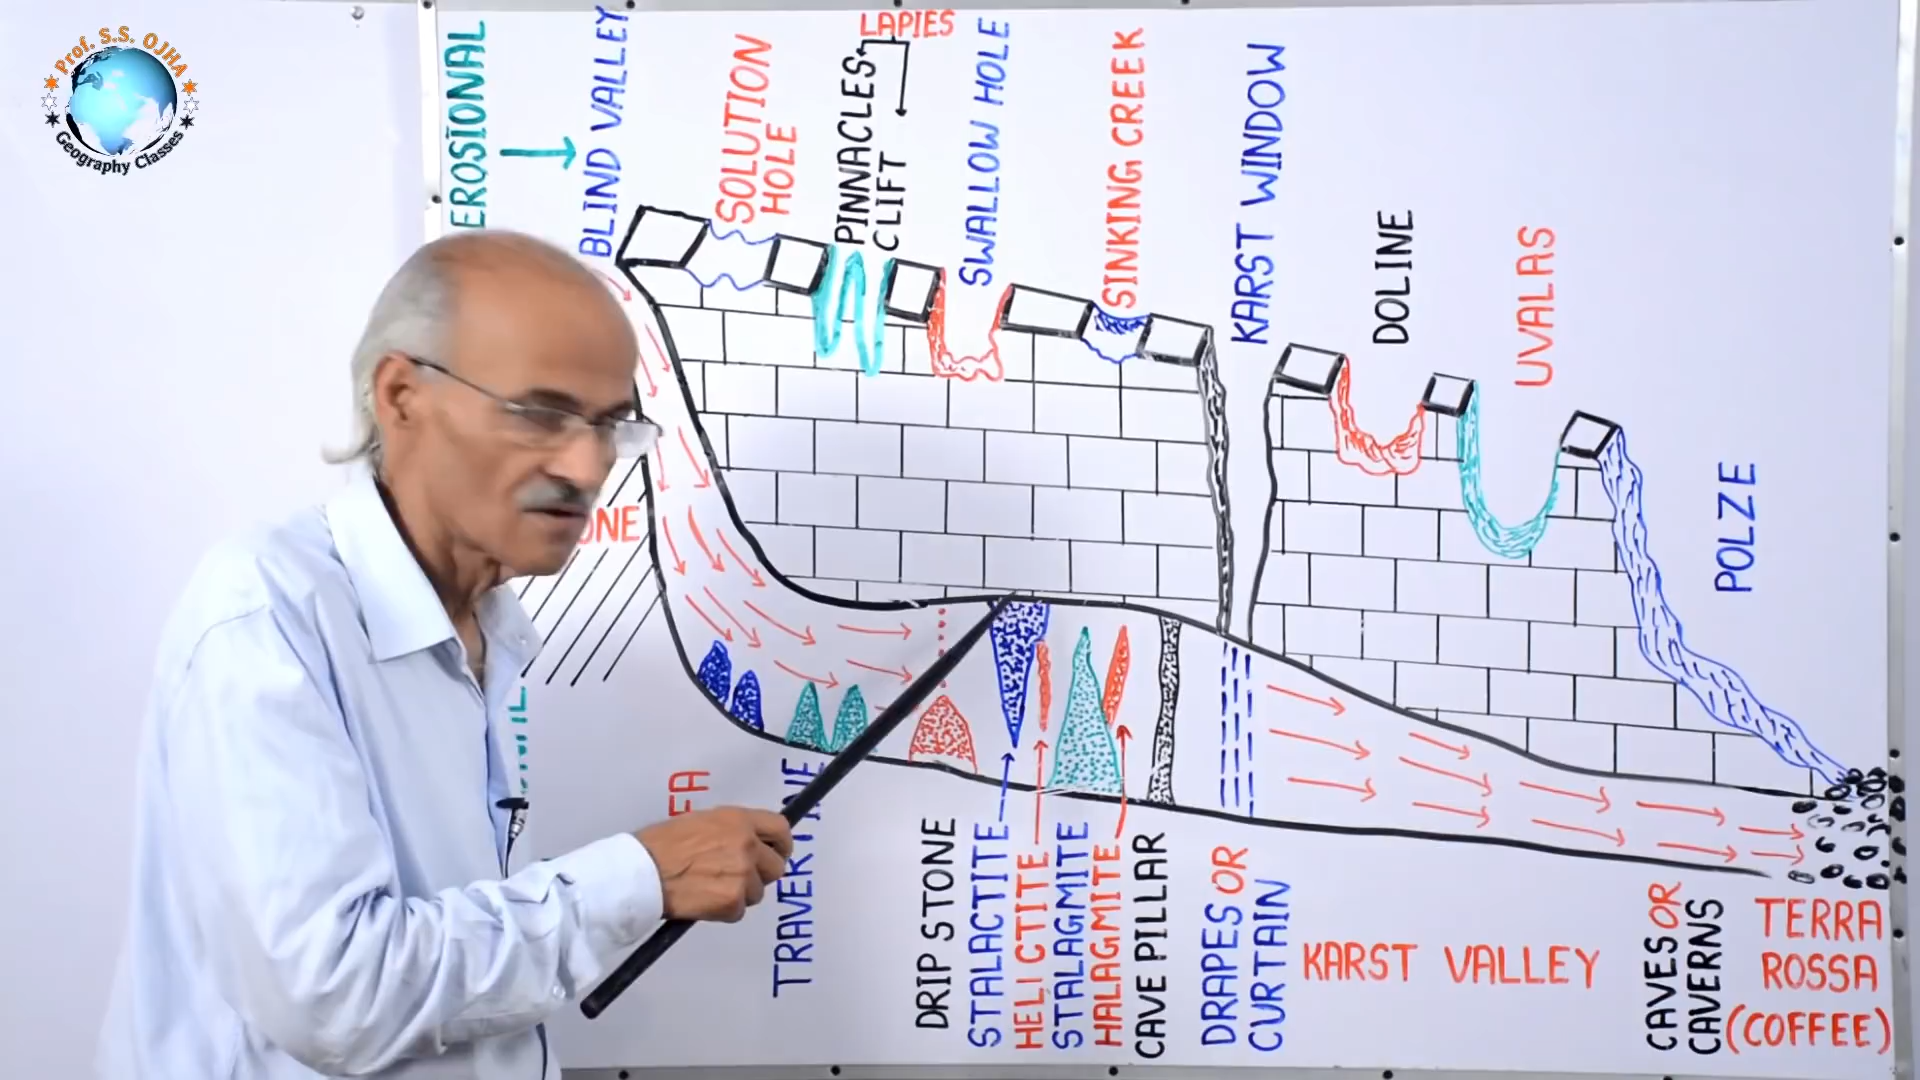 Prof. S.S. OJHA
Geography Classes
EROSIONAL
BLIND VALLEY
SOLUTION
HOLE
LAPIES
PINNACLES
CLIFT
SWALLOW HOLE
SINKING CREEK
KARST WINDOW
DOLINE
UVALAS
POLZE
TRAVERTINE
DRIP STONE
STALACTITE
HELICTITE
STALAGMITE
HALAGMITE
CAVE PILLAR
DRAPES OR
CURTAIN
KARST VALLEY
CAVES OR
CAVERNS
TERRA
ROSSA
(COFFEE)